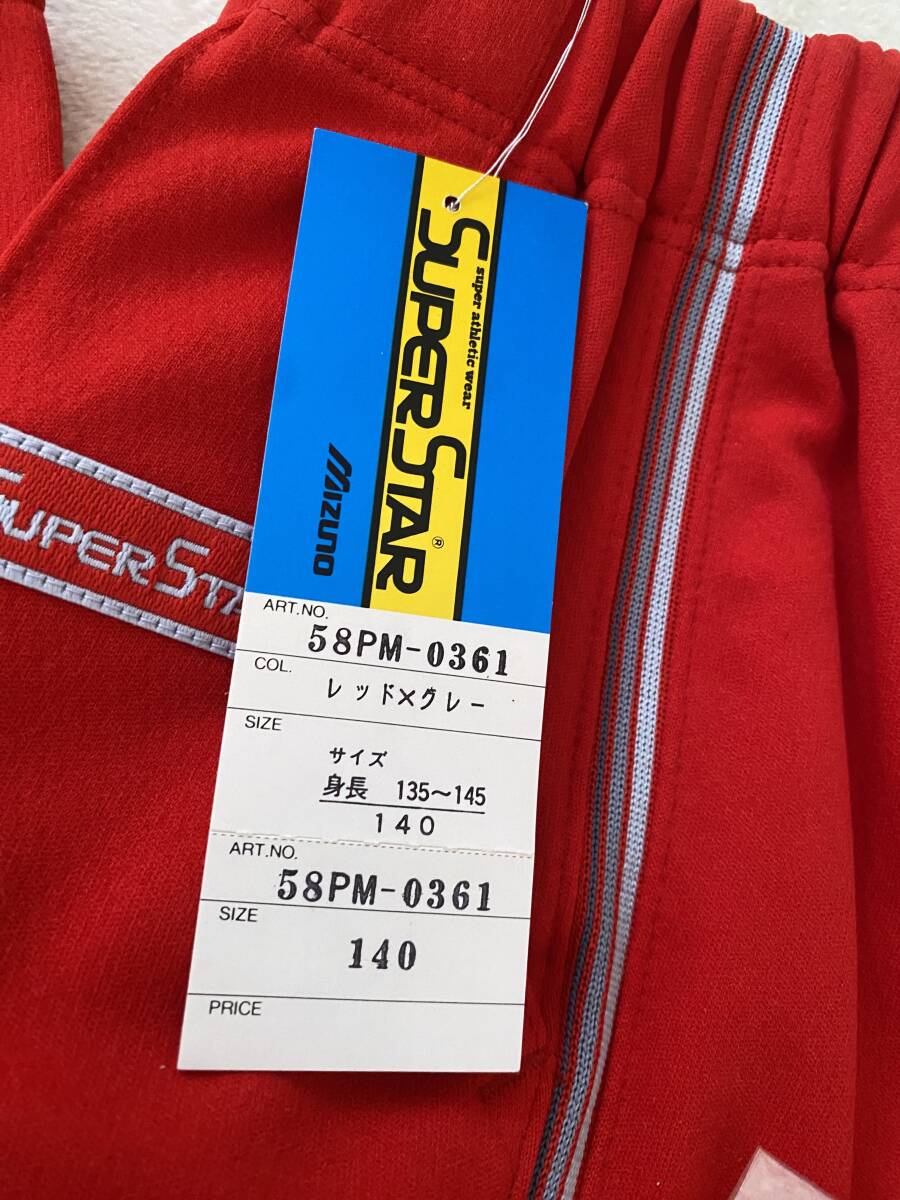 SUPER STAR®
super athletic wear
MIZUNO
SUPER STA
ART.NO.
58PM-0361
COL.
レッド×グレー
SIZE
サイズ
身長 135~145
140
ART.NO.
58PM-0361
SIZE
140
PRICE